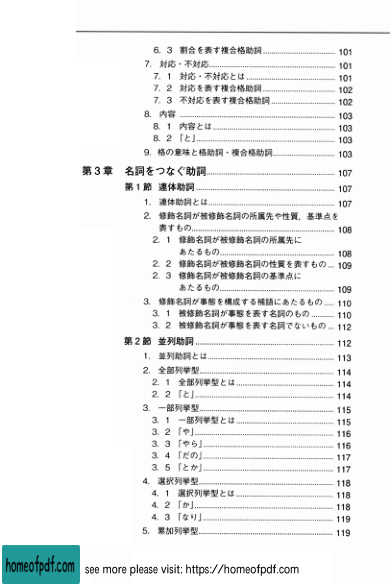 6. 3 割合を表す複合格助詞 101
7. 対応・不対応 101
7. 1 対応・不対応とは 101
7. 2 対応を表す複合格助詞 102
7. 3 不対応を表す複合格助詞 102
8. 内容 103
8. 1 内容とは 103
8. 2 「と」 103
9. 格の意味と格助詞・複合格助詞 103
第3章 名詞をつなぐ助詞 107
第1節 連体助詞 107
1. 連体助詞とは 107
2. 修飾名詞が被修飾名詞の所属先や性質，基準点を
表すもの 108
2. 1 修飾名詞が被修飾名詞の所属先に
あたるもの 108
2. 2 修飾名詞が被修飾名詞の性質を表すもの 109
2. 3 修飾名詞が被修飾名詞の基準点に
あたるもの 109
3. 修飾名詞が事態を構成する補語にあたるもの 110
3. 1 被修飾名詞が事態を表す名詞のもの 110
3. 2 被修飾名詞が事態を表す名詞でないもの 112
第2節 並列助詞 112
1. 並列助詞とは 113
2. 全部列挙型 114
2. 1 全部列挙型とは 114
2. 2 「と」 114
3. 一部列挙型 115
3. 1 一部列挙型とは 115
3. 2 「や」 116
3. 3 「やら」 116
3. 4 「だの」 117
3. 5 「とか」 117
4. 選択列挙型 118
4. 1 選択列挙型とは 118
4. 2 「か」 118
4. 3 「なり」 119
5. 累加列挙型 119
homeofpdf.com see more please visit: https://homeofpdf.com